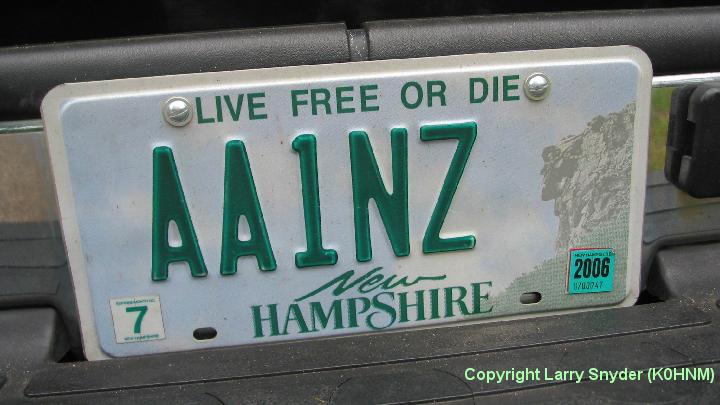 LIVE FREE OR DIE
AA1NZ
2006
New
7
HAMPSHIRE
Copyright Larry Snyder (K0HNM)